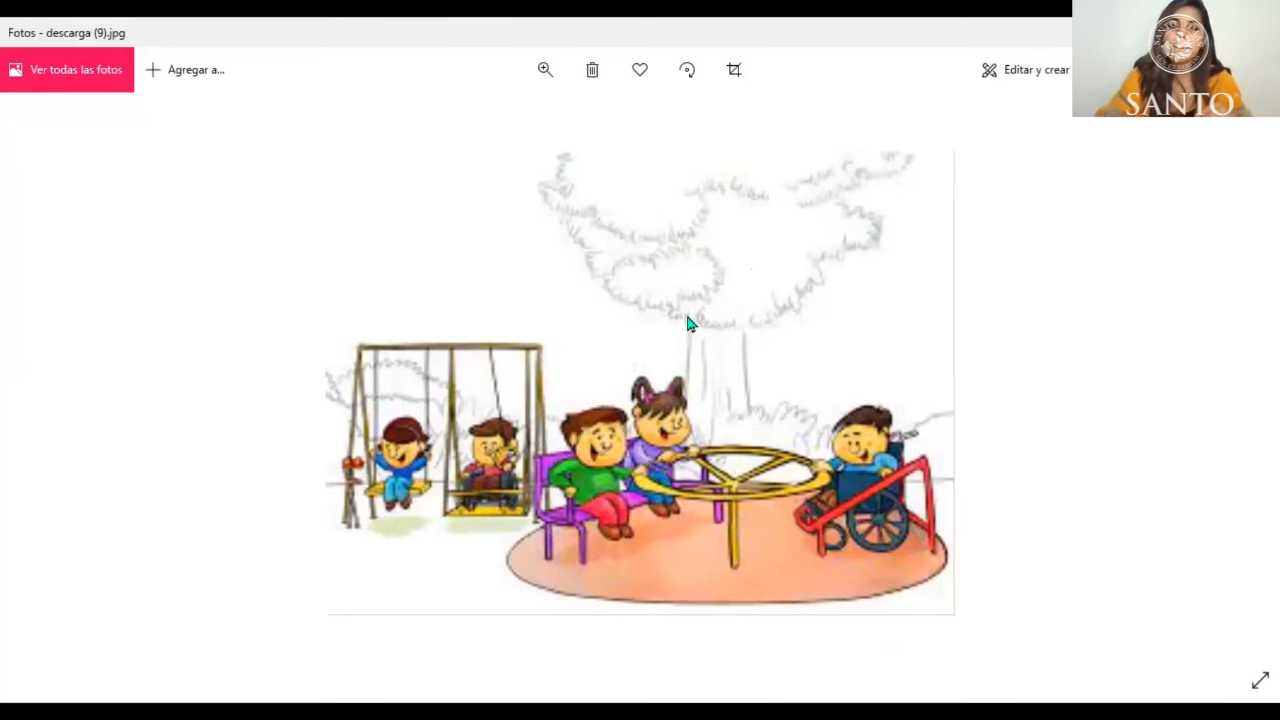 Fotos - descarga (9).jpg
Ver todas las fotos
Agregar a...
Editar y crear
SANTO